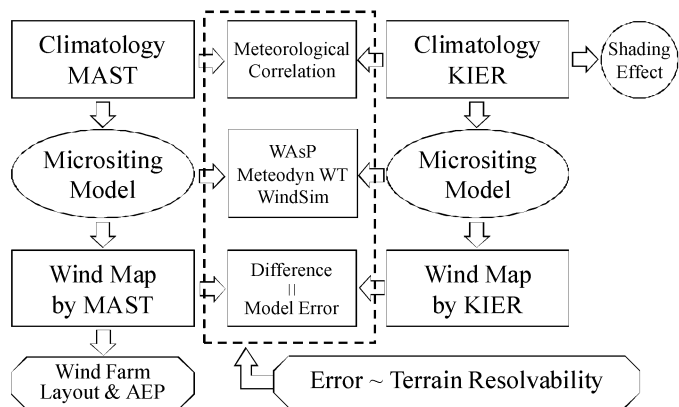 Climatology
MAST
Meteorological
Correlation
Climatology
KIER
Shading
Effect
Micrositing
Model
WAsP
Meteodyn WT
WindSim
Micrositing
Model
Wind Map
by MAST
Difference
=
Model Error
Wind Map
by KIER
Wind Farm
Layout & AEP
Error ~ Terrain Resolvability